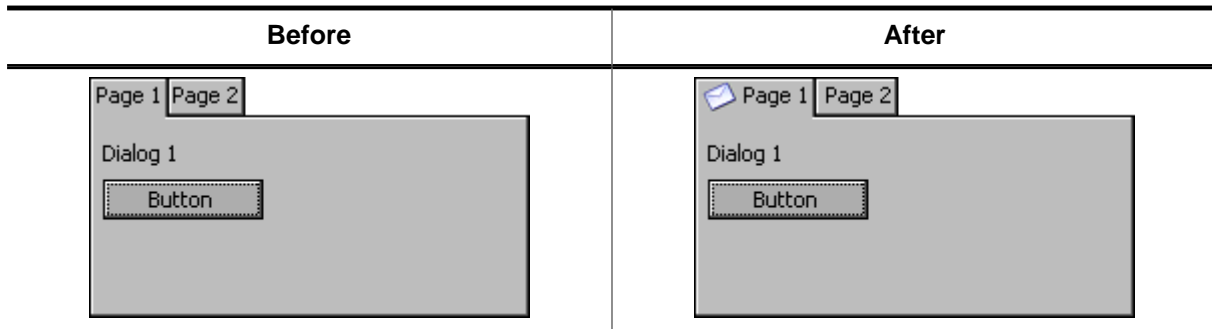 Before After
Page 1 Page 2 Page 1 Page 2
Dialog 1 Dialog 1
Button Button